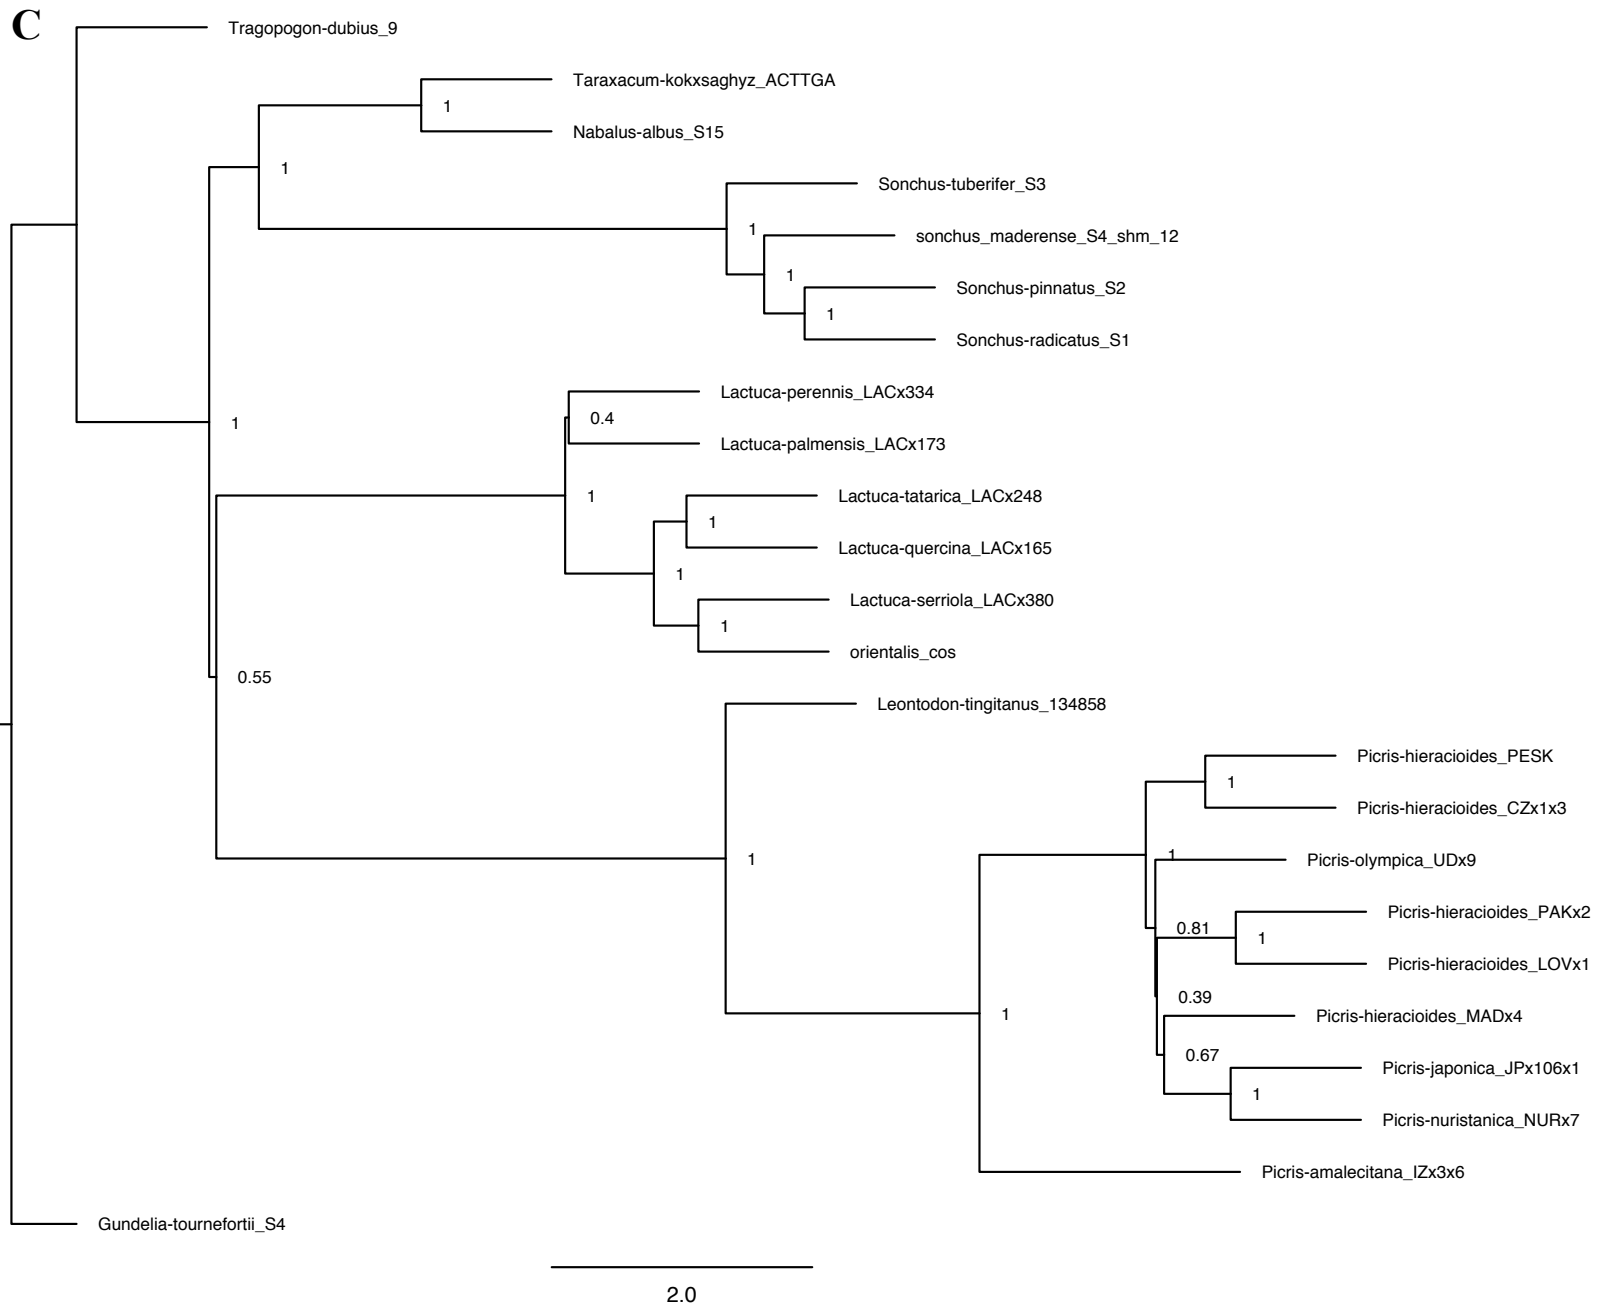 C
Tragopogon-dubius_9
Taraxacum-kokxsaghyz_ACTTGA
1
Nabalus-albus_S15
1
Sonchus-tuberifer_S3
1
sonchus_maderense_S4_shm_12
1
Sonchus-pinnatus_S2
1
Sonchus-radicatus_S1
Lactuca-perennis_LACx334
0.4
1
Lactuca-palmensis_LACx173
1
Lactuca-tatarica_LACx248
1
Lactuca-quercina_LACx165
1
Lactuca-serriola_LACx380
1
orientalis_cos
0.55
Leontodon-tingitanus_134858
Picris-hieracioides_PESK
1
Picris-hieracioides_CZx1x3
1
1
Picris-olympica_UDx9
Picris-hieracioides_PAKx2
0.81
1
Picris-hieracioides_LOVx1
0.39
1
Picris-hieracioides_MADx4
0.67
Picris-japonica_JPx106x1
1
Picris-nuristanica_NURx7
Picris-amalecitana_IZx3x6
Gundelia-tournefortii_S4
2.0